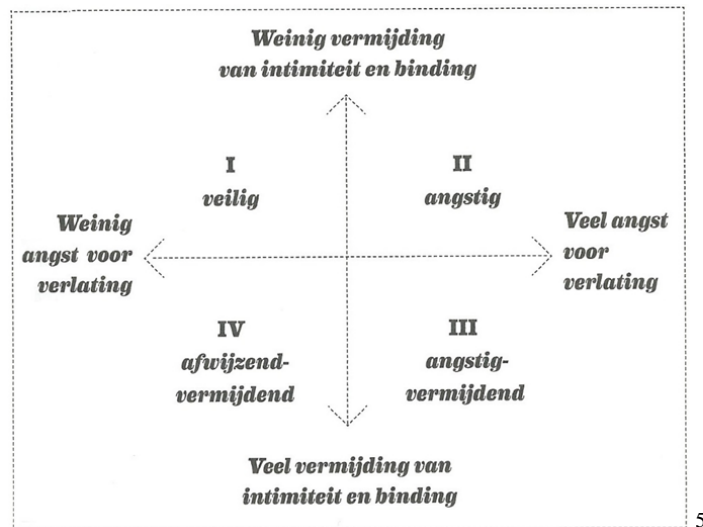 Weinig vermijding
van intimiteit en binding
I
veilig
II
angstig
Weinig
angst voor
verlating
Veel angst
voor
verlating
IV
afwijzend-
vermijdend
III
angstig-
vermijdend
Veel vermijding van
intimiteit en binding
5